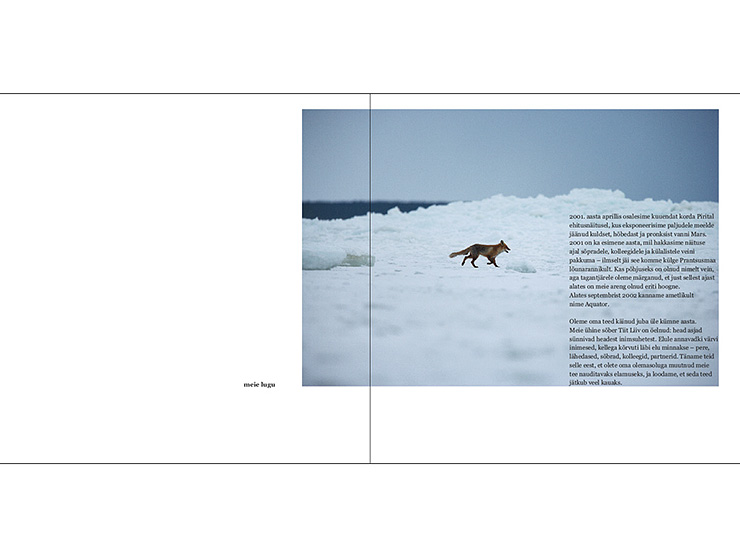 meie lugu
2001. aasta aprillis osalesime kuuendat korda Pirital
ehitusnäitusel, kus eksponeerisime paljudele meelde
jäänud kuldset, hõbedast ja pronksist vanni Mars.
2001 on ka esimene aasta, mil hakkasime näituse
ajal sõpradele, kolleegidele ja külalistele veini
pakkuma – ilmselt jäi see komme külge Prantsusmaa
lõunarannikult. Kas põhjuseks on olnud nimelt vein,
aga tagantjärele oleme märganud, et just sellest ajast
alates on meie areng olnud eriti hoogne.
Alates septembrist 2002 kanname ametlikult
nime Aquator.
Oleme oma teed käinud juba üle kümne aasta.
Meie ühine sõber Tiit Liiv on öelnud: head asjad
sünnivad headest inimsuhetest. Elule annavadki värvi
inimesed, kellega kõrvuti läbi elu minnakse – pere,
lähedased, sõbrad, kolleegid, partnerid. Täname teid
selle eest, et olete oma olemasoluga muutnud meie
tee nauditavaks elamuseks, ja loodame, et seda teed
jätkub veel kauaks.